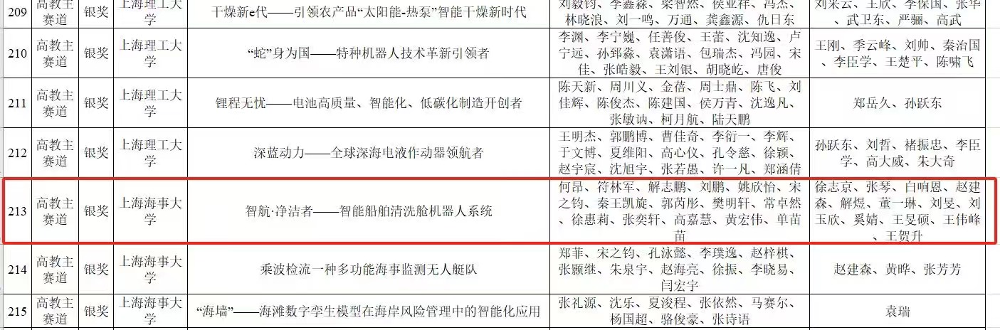 209 高教主赛道 银奖 上海理工大学 干燥新e代——引领农产品“太阳能-热泵”智能干燥新时代 刘毅钧、李鑫淼、梁智然、侯亚祥、冯杰、林晓浪、刘一鸣、万通、龚鑫源、仇日东 刘采云、王欣、李保国、张华、武卫东、严骊、高武
210 高教主赛道 银奖 上海理工大学 “蛇”身为国——特种机器人技术革新引领者 李渊、李宁巍、任善俊、王蕾、沈知逸、卢宁远、孙郅淼、袁潇语、包瑞杰、冯园、宋佳、张皓毅、王刘银、胡晓屹、唐俊 王刚、季云峰、刘帅、秦治国、李臣学、王楚平、陈啸飞
211 高教主赛道 银奖 上海理工大学 锂程无忧——电池高质量、智能化、低碳化制造开创者 陈天新、周川义、金蓓、周士鼎、陈飞、刘佳辉、陈俊杰、陈建国、侯万青、沈逸凡、张敏讷、柯月航、陆天鹏 郑岳久、孙跃东
212 高教主赛道 银奖 上海理工大学 深蓝动力——全球深海电液作动器领航者 王明杰、郭鹏博、曹佳奇、李衍一、李辉、于文博、夏维阳、高心仪、孔令慈、徐颖、赵宇宸、沈旭宇、张若愚、许一凡、郑涵倩 孙跃东、刘哲、褚振忠、李臣学、高大威、朱大奇
213 高教主赛道 银奖 上海海事大学 智航·净洁者——智能船舶清洗舱机器人系统 何昂、符林军、解志鹏、刘鹏、姚欣怡、宋之钧、秦王凯旋、郭芮彤、樊明轩、常卓然、徐惠莉、张奕轩、高嘉慧、黄宏伟、单苗苗 徐志京、张琴、白响恩、赵建森、解煜、董一琳、刘旻、刘玉欣、奚婧、王旻硕、王伟峰、王贺升
214 高教主赛道 银奖 上海海事大学 乘波检流一种多功能海事监测无人艇队 郑菲、宋之钧、孔泳懿、李璞逸、赵梓棋、张颢继、朱泉宇、赵海亮、徐振、李晓易、闫宏宇 赵建森、黄晔、张芳芳
215 高教主赛道 银奖 上海海事大学 “海墙”——海滩数字孪生模型在海岸风险管理中的智能化应用 张礼源、沈乐、夏浚程、张依然、马赛尔、杨国超、骆俊豪、张诗语 袁瑞